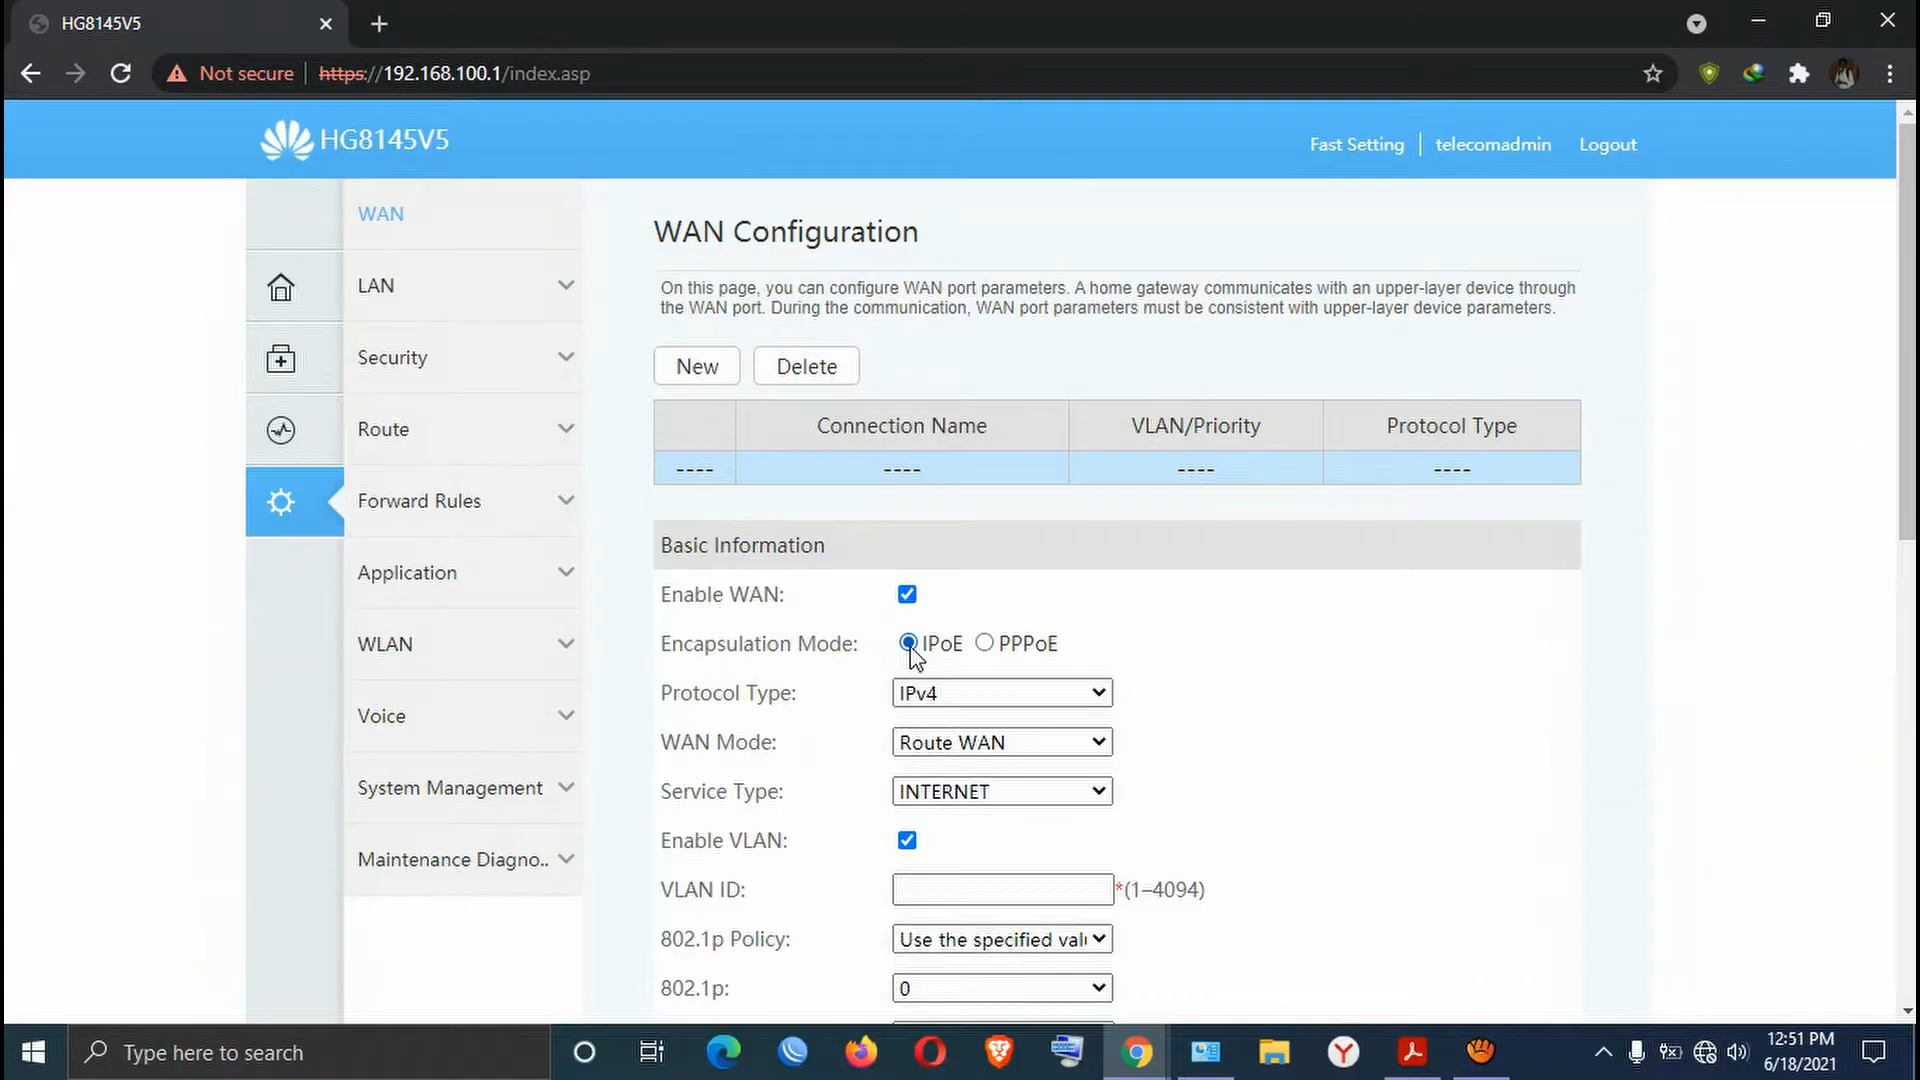 HG8145V5
Not secure
https://192.168.100.1/index.asp
HG8145V5
Fast Setting
telecomadmin
Logout
WAN
LAN
Security
Route
Forward Rules
Application
WLAN
Voice
System Management
Maintenance Diagno..
WAN Configuration
On this page, you can configure WAN port parameters. A home gateway communicates with an upper-layer device through
the WAN port. During the communication, WAN port parameters must be consistent with upper-layer device parameters.
New
Delete
Connection Name
VLAN/Priority
Protocol Type
---- ---- ---- ----
Basic Information
Enable WAN:
Encapsulation Mode: IPoE PPPoE
Protocol Type: IPv4
WAN Mode: Route WAN
Service Type: INTERNET
Enable VLAN:
VLAN ID: *(1–4094)
802.1p Policy: Use the specified val
802.1p: 0
Type here to search
12:51 PM
6/18/2021